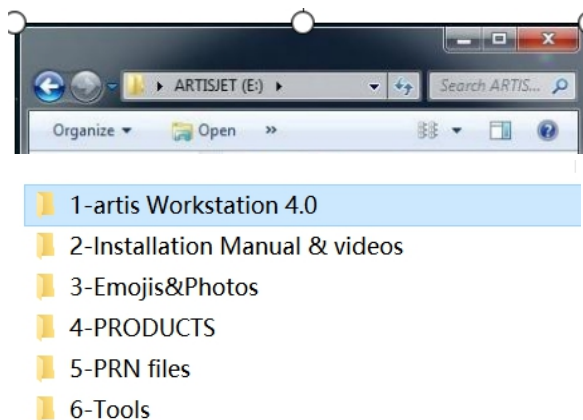 ARTISJET (E:)
Search ARTIS...
Organize
Open
»
1-artis Workstation 4.0
2-Installation Manual & videos
3-Emojis&Photos
4-PRODUCTS
5-PRN files
6-Tools